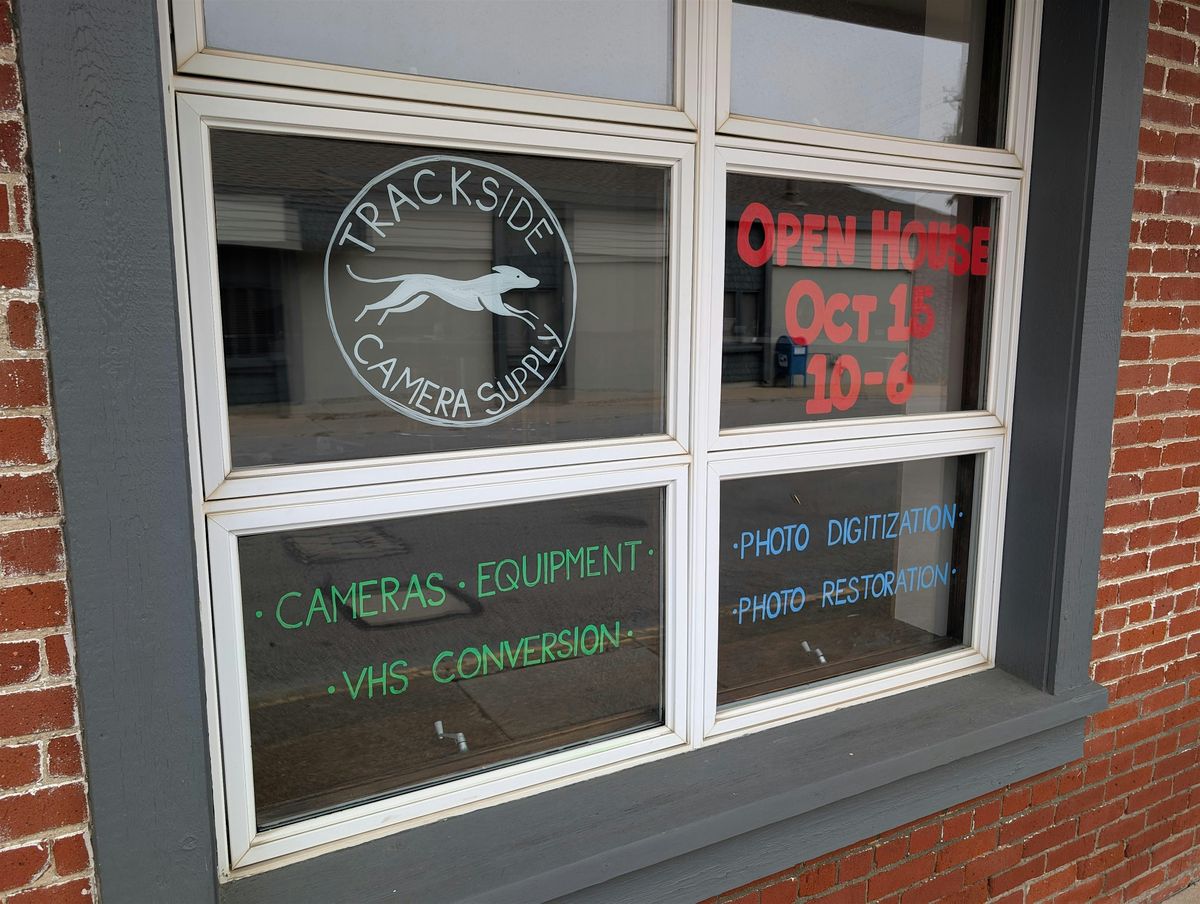 TRACKSIDE
CAMERA SUPPLY
OPEN HOUSE
OCT 15
10-6
· CAMERAS · EQUIPMENT ·
· VHS CONVERSION ·
· PHOTO DIGITIZATION ·
· PHOTO RESTORATION ·